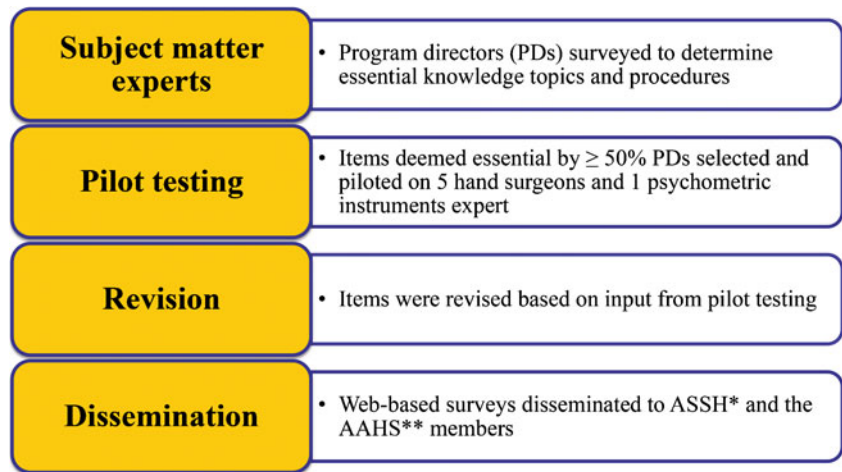 Subject matter
experts
• Program directors (PDs) surveyed to determine
essential knowledge topics and procedures
Pilot testing
• Items deemed essential by ≥ 50% PDs selected and
piloted on 5 hand surgeons and 1 psychometric
instruments expert
Revision
• Items were revised based on input from pilot testing
Dissemination
• Web-based surveys disseminated to ASSH* and the
AAHS** members